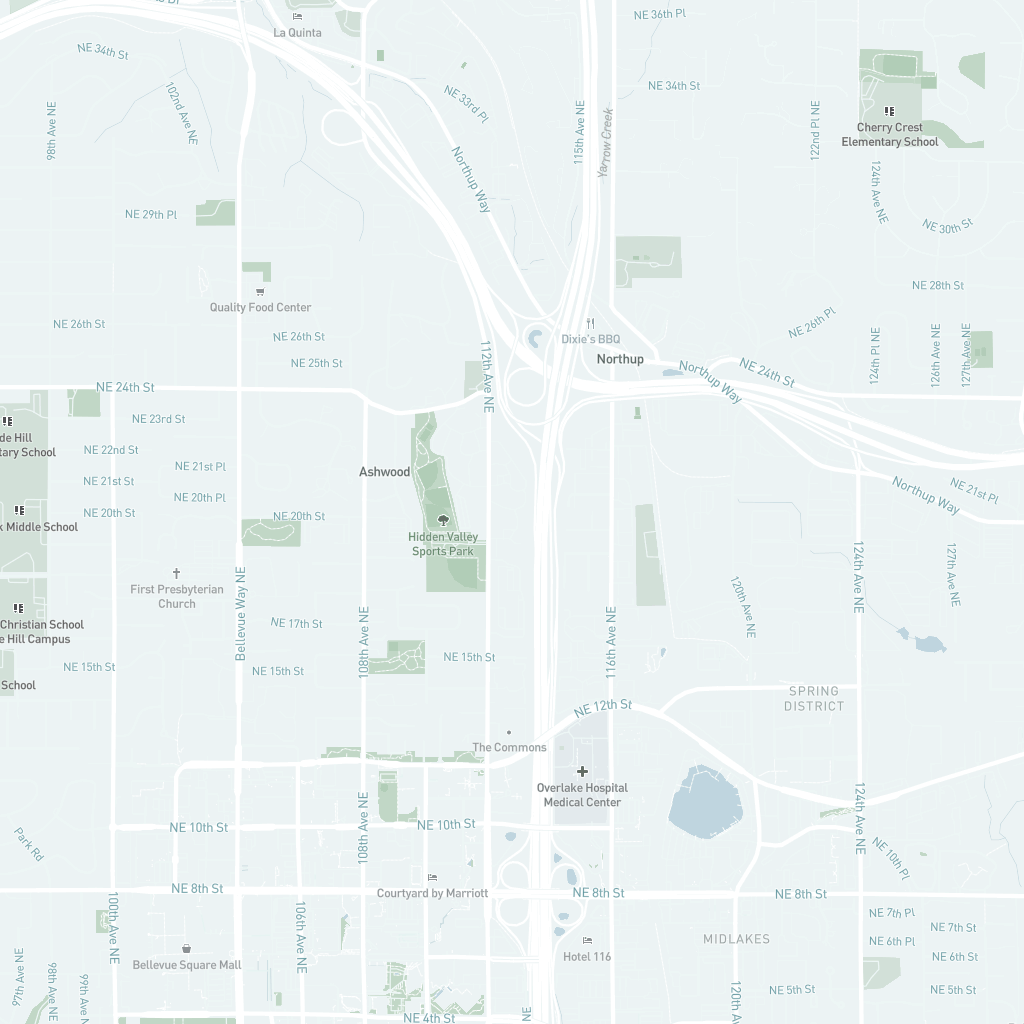 NE 36th Pl
La Quinta
NE 34th St
NE 34th St
102nd Ave NE
98th Ave NE
NE 33rd Pl
115th Ave NE
Yarrow Creek
122nd Pl NE
Cherry Crest
Elementary School
Northup Way
124th Ave NE
NE 29th Pl
NE 30th St
NE 28th St
Quality Food Center
NE 26th St
NE 26th St
NE 26th Pl
Dixie's BBQ
Northup
NE 25th St
112th Ave NE
124th Pl NE
126th Ave NE
127th Ave NE
NE 24th St
NE 24th St
Northup Way
NE 23rd St
de Hill
tary School
NE 22nd St
NE 21st Pl
Ashwood
NE 21st St
NE 20th Pl
NE 21st Pl
Northup Way
NE 20th St
NE 20th St
k Middle School
Hidden Valley
Sports Park
First Presbyterian
Church
Bellevue Way NE
124th Ave NE
127th Ave NE
120th Ave NE
Christian School
e Hill Campus
NE 17th St
108th Ave NE
116th Ave NE
NE 15th St
NE 15th St
NE 15th St
School
SPRING
DISTRICT
NE 12th St
The Commons
Overlake Hospital
Medical Center
124th Ave NE
NE 10th St
NE 10th St
108th Ave NE
Park Rd
NE 10th Pl
NE 8th St
Courtyard by Marriott
NE 8th St
NE 8th St
100th Ave NE
106th Ave NE
NE 7th Pl
NE 7th St
MIDLAKES
NE 6th Pl
Hotel 116
NE 6th St
Bellevue Square Mall
97th Ave NE
98th Ave NE
99th Ave NE
NE 5th St
NE 5th St
120th Ave NE
NE 4th St
NE